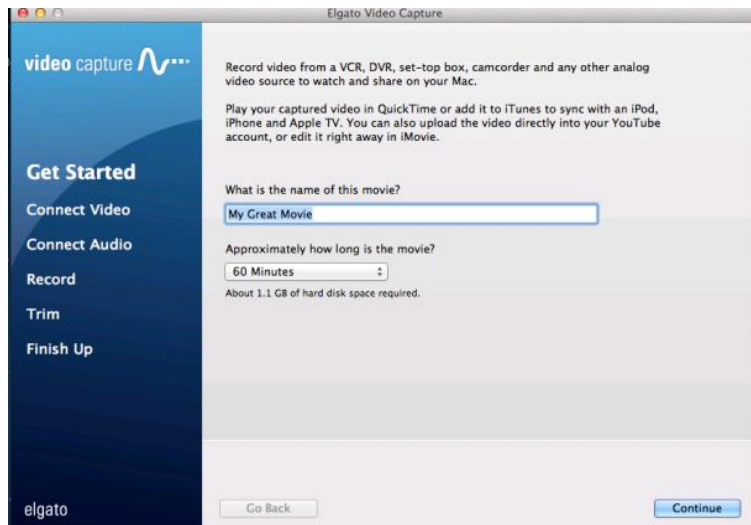 Elgato Video Capture
video capture
Get Started
Connect Video
Connect Audio
Record
Trim
Finish Up
elgato
Record video from a VCR, DVR, set-top box, camcorder and any other analog
video source to watch and share on your Mac.
Play your captured video in QuickTime or add it to iTunes to sync with an iPod,
iPhone and Apple TV. You can also upload the video directly into your YouTube
account, or edit it right away in iMovie.
What is the name of this movie?
My Great Movie
Approximately how long is the movie?
60 Minutes
About 1.1 GB of hard disk space required.
Go Back
Continue